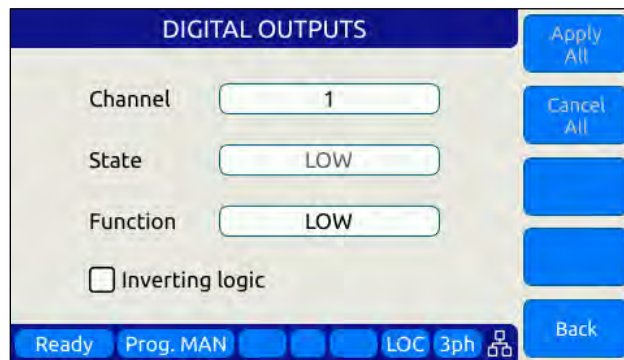 DIGITAL OUTPUTS
Apply
All
Channel 1
Cancel
All
State LOW
Function LOW
Inverting logic
Back
Ready Prog. MAN LOC 3ph